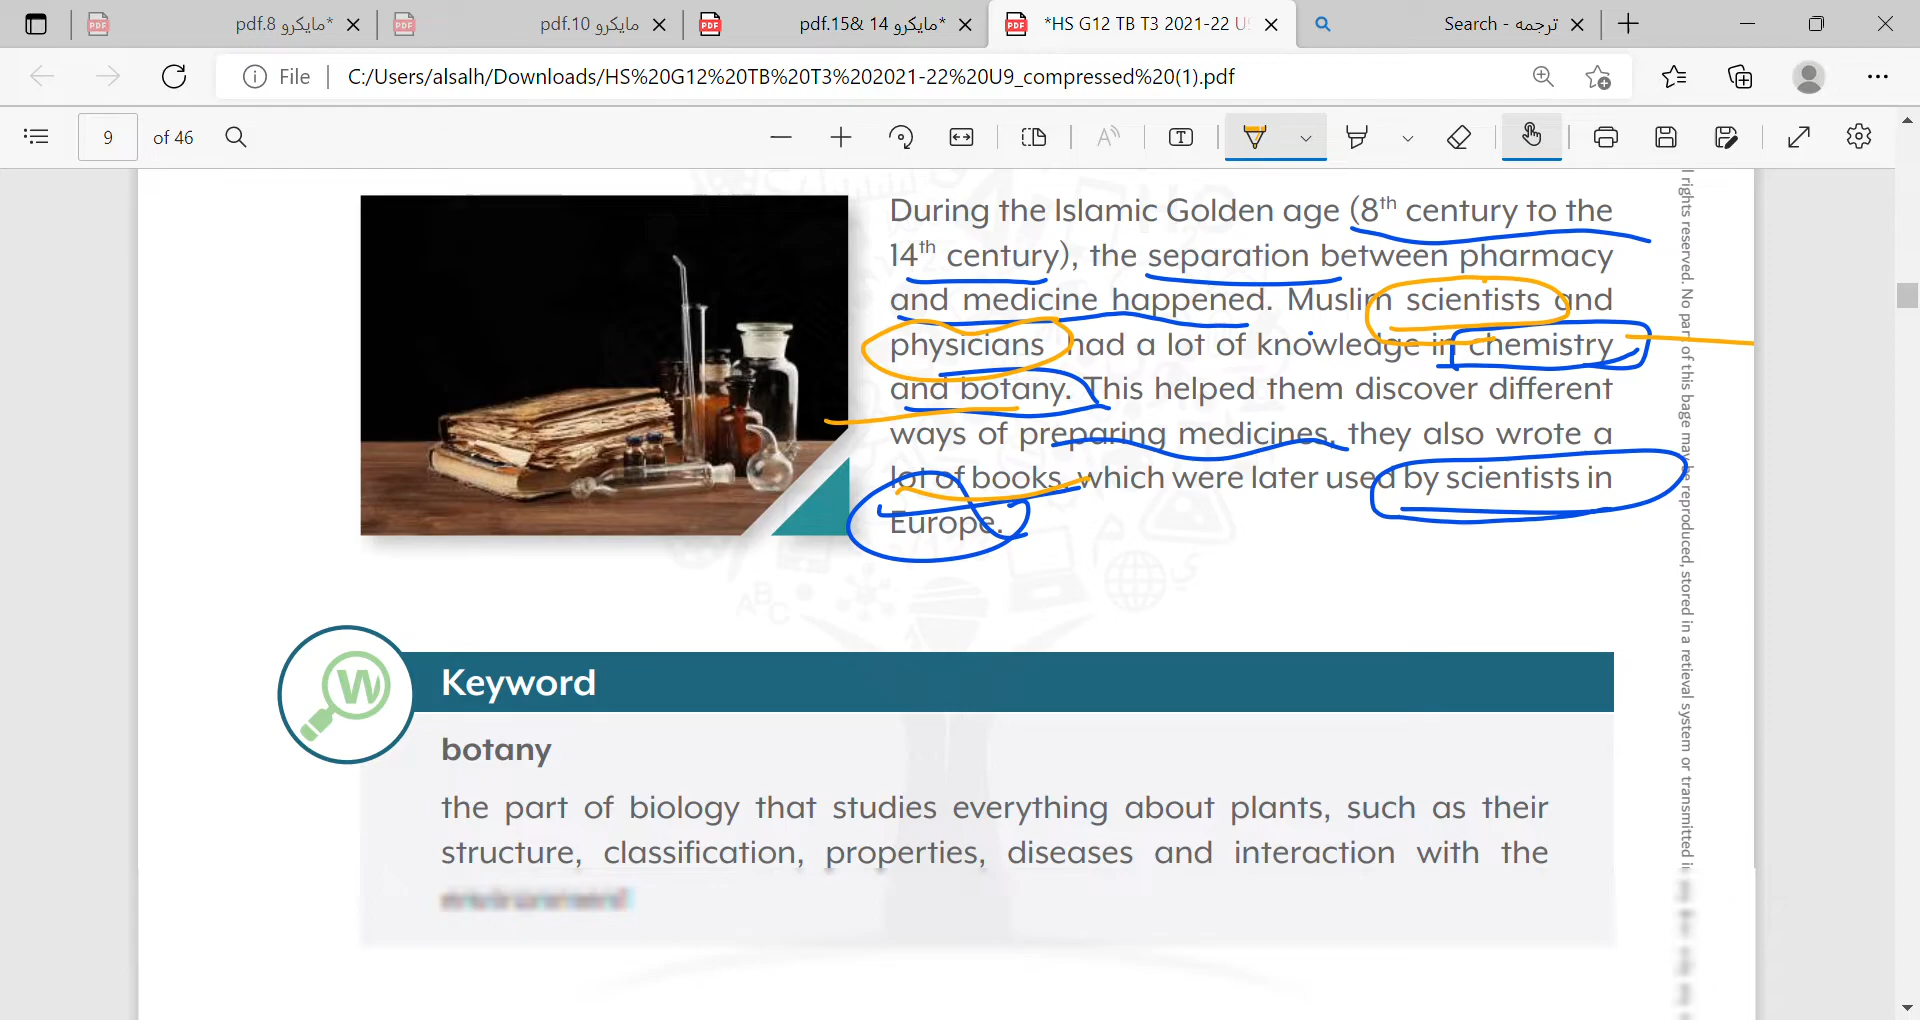 مايكرو 8.pdf*
مايكرو 10.pdf
مايكرو 14 &15.pdf*
*HS G12 TB T3 2021-22 U
ترجمه - Search
File
C:/Users/alsalh/Downloads/HS%20G12%20TB%20T3%202021-22%20U9_compressed%20(1).pdf
9 of 46
During the Islamic Golden age (8th century to the
14th century), the separation between pharmacy
and medicine happened. Muslim scientists and
physicians had a lot of knowledge in chemistry
and botany. This helped them discover different
ways of preparing medicines, they also wrote a
lot of books, which were later used by scientists in
Europe.
Keyword
botany
the part of biology that studies everything about plants, such as their
structure, classification, properties, diseases and interaction with the
l rights reserved. No part of this bage may be reproduced, stored in a retieval system or transmitted i